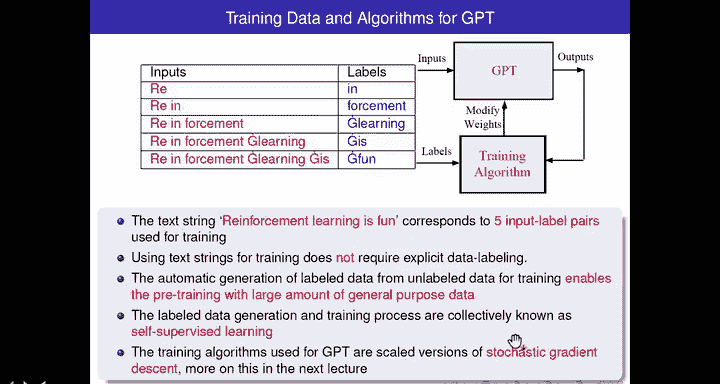 Training Data and Algorithms for GPT
Inputs Labels
Re in
Re in forcement
Re in forcement Ġlearning
Re in forcement Ġlearning Ġis
Re in forcement Ġlearning Ġis Ġfun
Inputs
GPT
Outputs
Modify
Weights
Labels
Training
Algorithm
The text string ‘Reinforcement learning is fun’ corresponds to 5 input-label pairs
used for training
Using text strings for training does not require explicit data-labeling.
The automatic generation of labeled data from unlabeled data for training enables
the pre-training with large amount of general purpose data
The labeled data generation and training process are collectively known as
self-supervised learning
The training algorithms used for GPT are scaled versions of stochastic gradient
descent, more on this in the next lecture